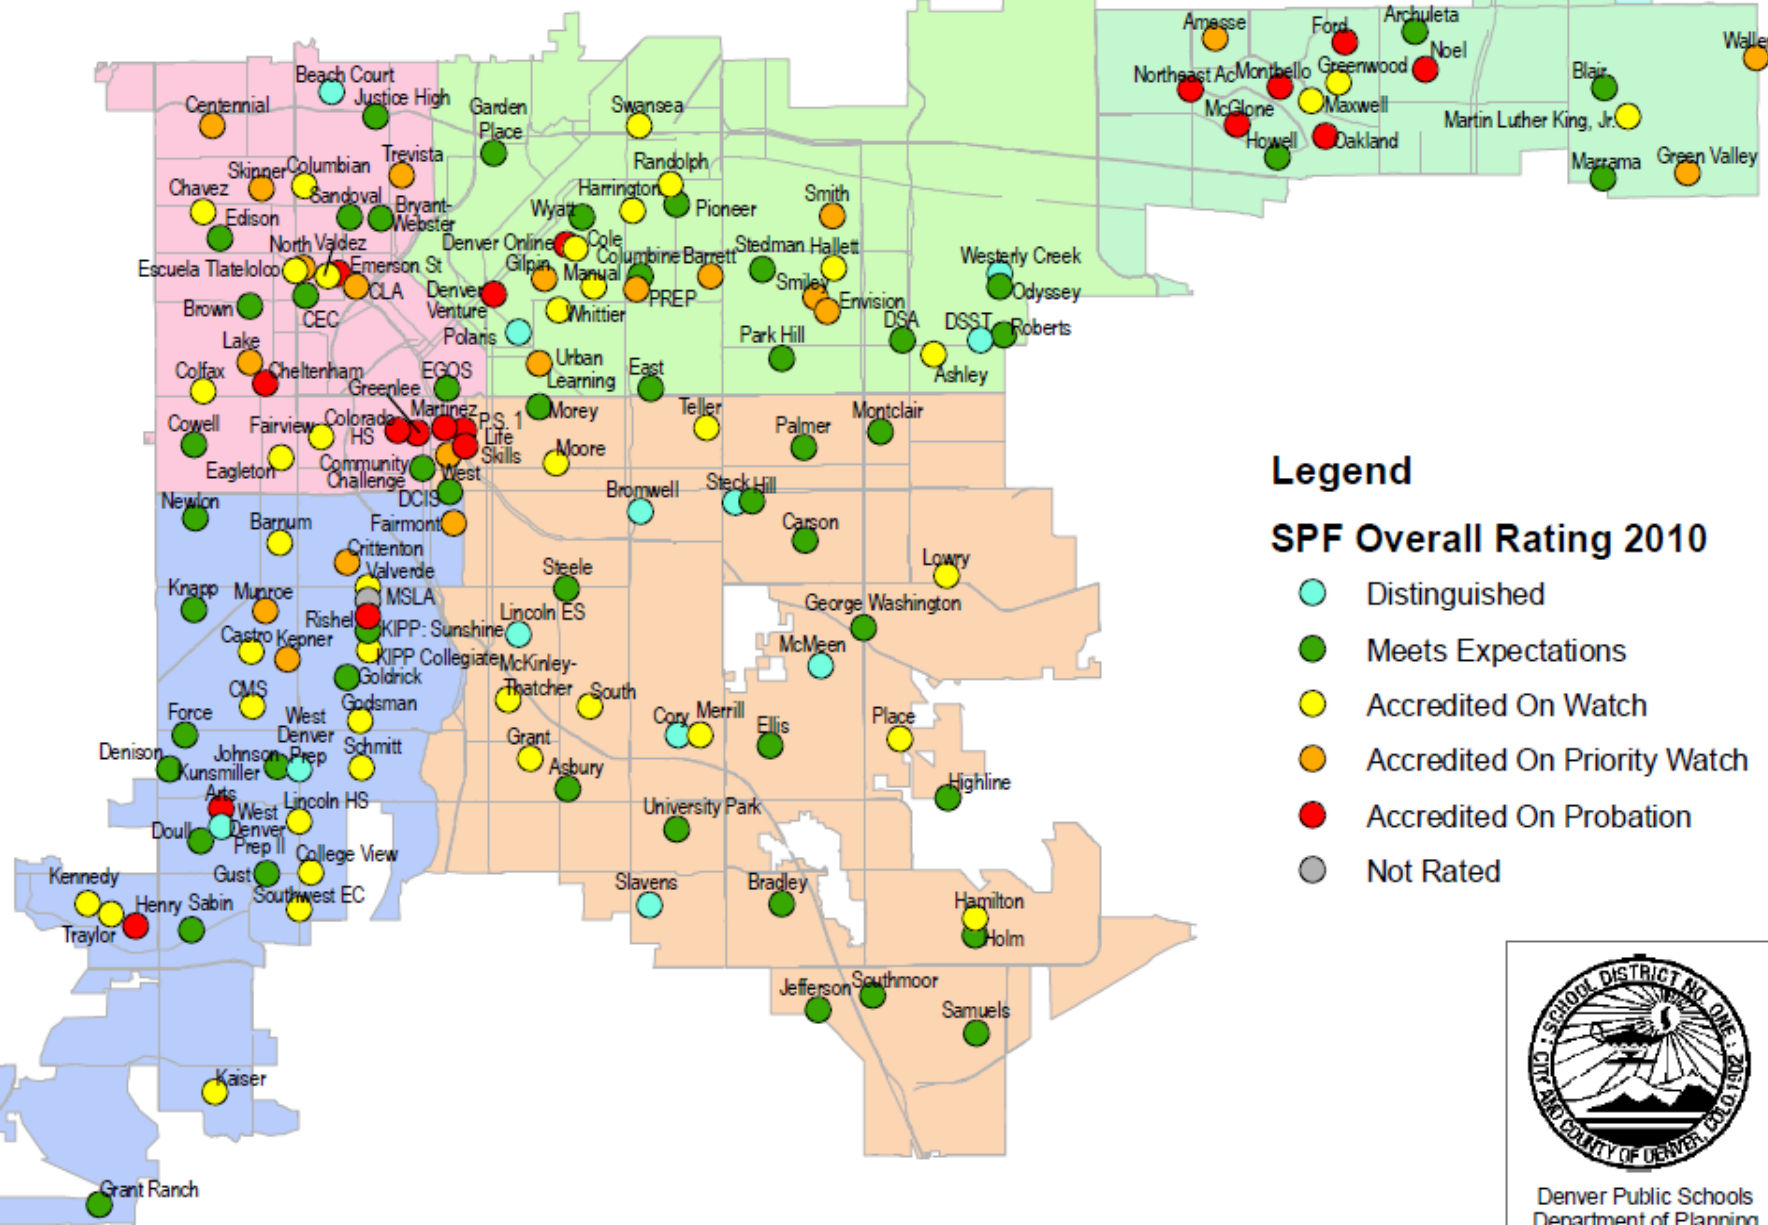 Amesse
Ford
Archuleta
Noel
Walle
Northeast Ac
Montbello
Greenwood
Blair
McGlone
Maxwell
Martin Luther King, Jr.
Howell
Oakland
Marrama
Green Valley
Beach Court
Justice High
Centennial
Garden
Place
Swansea
Trevista
Skinner
Columbian
Randolph
Chavez
Sandoval
Bryant-
Webster
Harrington
Smith
Edison
Wyatt
Pioneer
North
Valdez
Denver Online
Cole
Stedman
Hallett
Escuela Tlatelolco
Emerson St
Gilpin
Manual
Columbine
Barrett
Westerly Creek
CLA
Denver
Venture
PREP
Smiley
Envision
Odyssey
Brown
CEC
Whittier
Polaris
Park Hill
DSA
DSST
Roberts
Lake
Urban
Learning
Ashley
Colfax
Cheltenham
EGOS
East
Greenlee
Martinez
Morey
Teller
Montclair
Cowell
Fairview
Colorado
HS
P.S. 1
Life
Skills
Palmer
Eagleton
Community
Challenge
West
Moore
DCIS
Bromwell
Steck
Hill
Newlon
Barnum
Fairmont
Carson
Crittenton
Valverde
Lowry
Steele
Knapp
Munroe
MSLA
George Washington
Rishel
KIPP: Sunshine
Lincoln ES
Castro
Kepner
KIPP Collegiate
McKinley-
Thatcher
McMeen
Goldrick
CMS
Godsman
South
Force
West
Denver
Prep
Cory
Merrill
Ellis
Place
Denison
Johnson
Schmitt
Grant
Kunsmiller
Arts
Asbury
Highline
West
Denver
Prep II
Lincoln HS
University Park
Doull
College View
Gust
Kennedy
Southwest EC
Slavens
Bradley
Henry
Sabin
Hamilton
Traylor
Holm
Jefferson
Southmoor
Samuels
Kaiser
Grant Ranch
Legend
SPF Overall Rating 2010
Distinguished
Meets Expectations
Accredited On Watch
Accredited On Priority Watch
Accredited On Probation
Not Rated
SCHOOL DISTRICT NO. ONE
CITY AND COUNTY OF DENVER, COLO. 1902
Denver Public Schools
Department of Planning